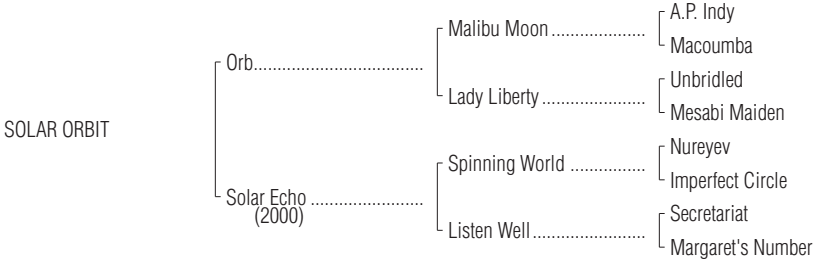 A.P. Indy
Malibu Moon ......................
Macoumba
Orb..................................
Unbridled
Lady Liberty ........................
Mesabi Maiden
SOLAR ORBIT
Nureyev
Spinning World .................
Imperfect Circle
Solar Echo ........................
(2000)
Secretariat
Listen Well..........................
Margaret's Number